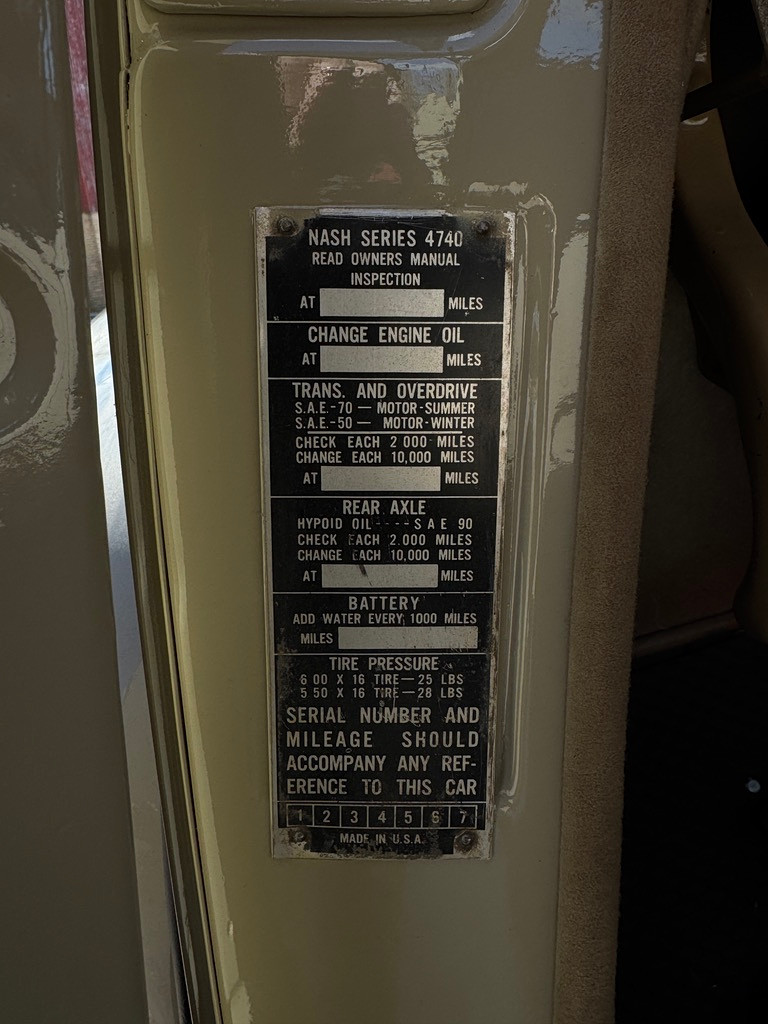 NASH SERIES 4740
READ OWNERS MANUAL
INSPECTION
AT MILES
CHANGE ENGINE OIL
AT MILES
TRANS. AND OVERDRIVE
S.A.E.-70 — MOTOR-SUMMER
S.A.E.-50 — MOTOR-WINTER
CHECK EACH 2 000 MILES
CHANGE EACH 10,000 MILES
AT MILES
REAR AXLE
HYPOID OIL----S A E 90
CHECK EACH 2.000 MILES
CHANGE EACH 10,000 MILES
AT MILES
BATTERY
ADD WATER EVERY 1000 MILES
MILES
TIRE PRESSURE
6 00 X 16 TIRE—25 LBS
5.50 X 16 TIRE—28 LBS
SERIAL NUMBER AND
MILEAGE SHOULD
ACCOMPANY ANY REF-
ERENCE TO THIS CAR
1 2 3 4 5 6 7
MADE IN U.S.A.